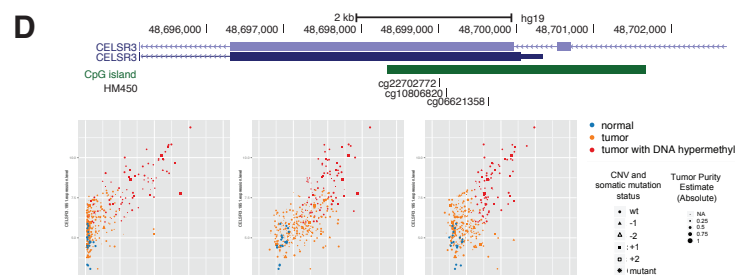 D
2 kb
hg19
48,696,000 48,697,000 48,698,000 48,699,000 48,700,000 48,701,000 48,702,000
CELSR3
CELSR3
CpG island
HM450
cg22702772
cg10806820
cg06621358
normal
tumor
tumor with DNA hypermethyl
CNV and somatic mutation status
wt
-1
-2
+1
+2
mutant
Tumor Purity Estimate (Absolute)
NA
0.25
0.5
0.75
1